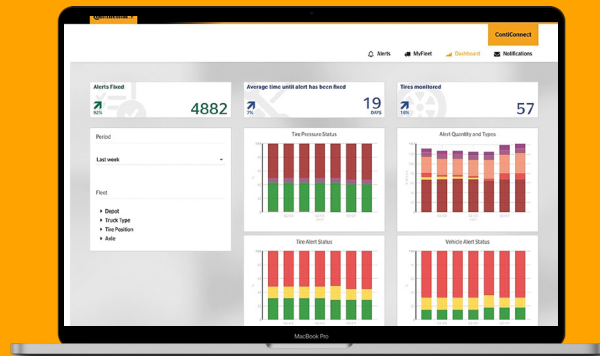 ContiConnect
Alerts
MyFleet
Dashboard
Notifications
Alerts Fixed
92%
4882
Average time until alert has been fixed
7%
19
DAYS
Tires monitored
57
Period
Last week
Fleet
Depot
Truck Type
Tire Position
Axle
Tire Pressure Status
Alert Quantity and Types
Tire Alert Status
Vehicle Alert Status
MacBook Pro